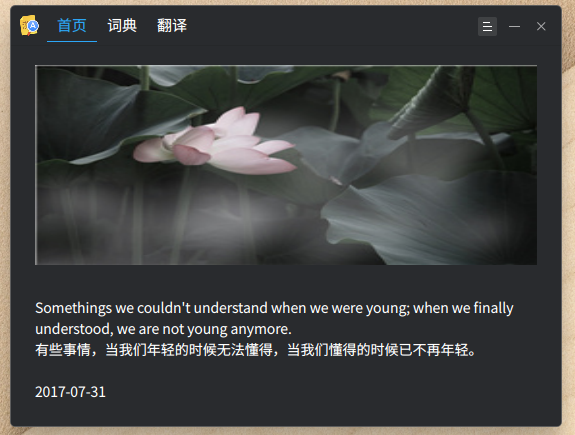 首页 词典 翻译
Somethings we couldn't understand when we were young; when we finally
understood, we are not young anymore.
有些事情，当我们年轻的时候无法懂得，当我们懂得的时候已不再年轻。
2017-07-31